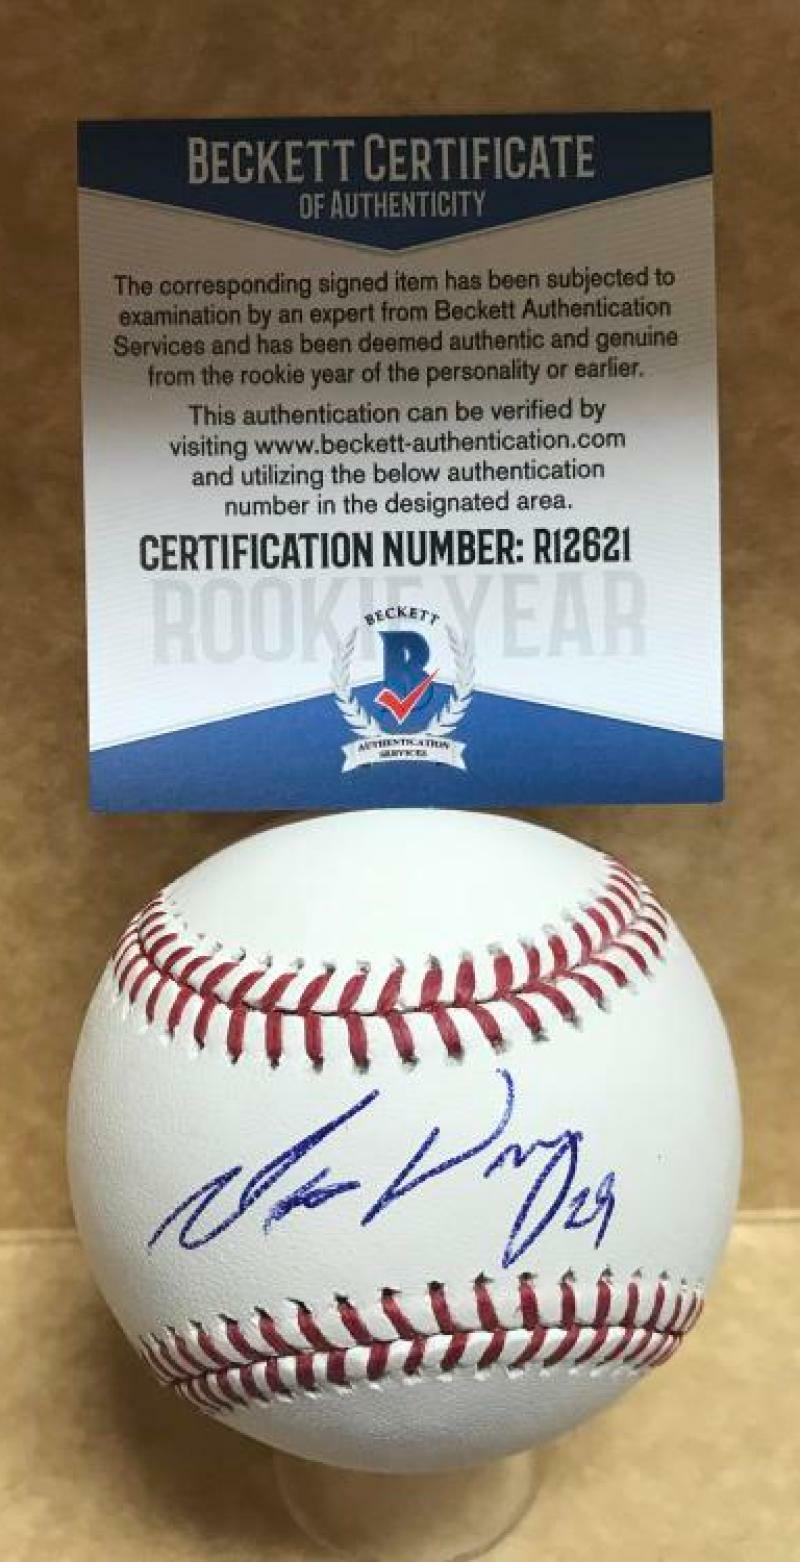 BECKETT CERTIFICATE
OF AUTHENTICITY
The corresponding signed item has been subjected to
examination by an expert from Beckett Authentication
Services and has been deemed authentic and genuine
from the rookie year of the personality or earlier.
This authentication can be verified by
visiting www.beckett-authentication.com
and utilizing the below authentication
number in the designated area.
CERTIFICATION NUMBER: R12621
ROOKIE YEAR
BECKETT
B
AUTHENTICATION
SERVICES
29